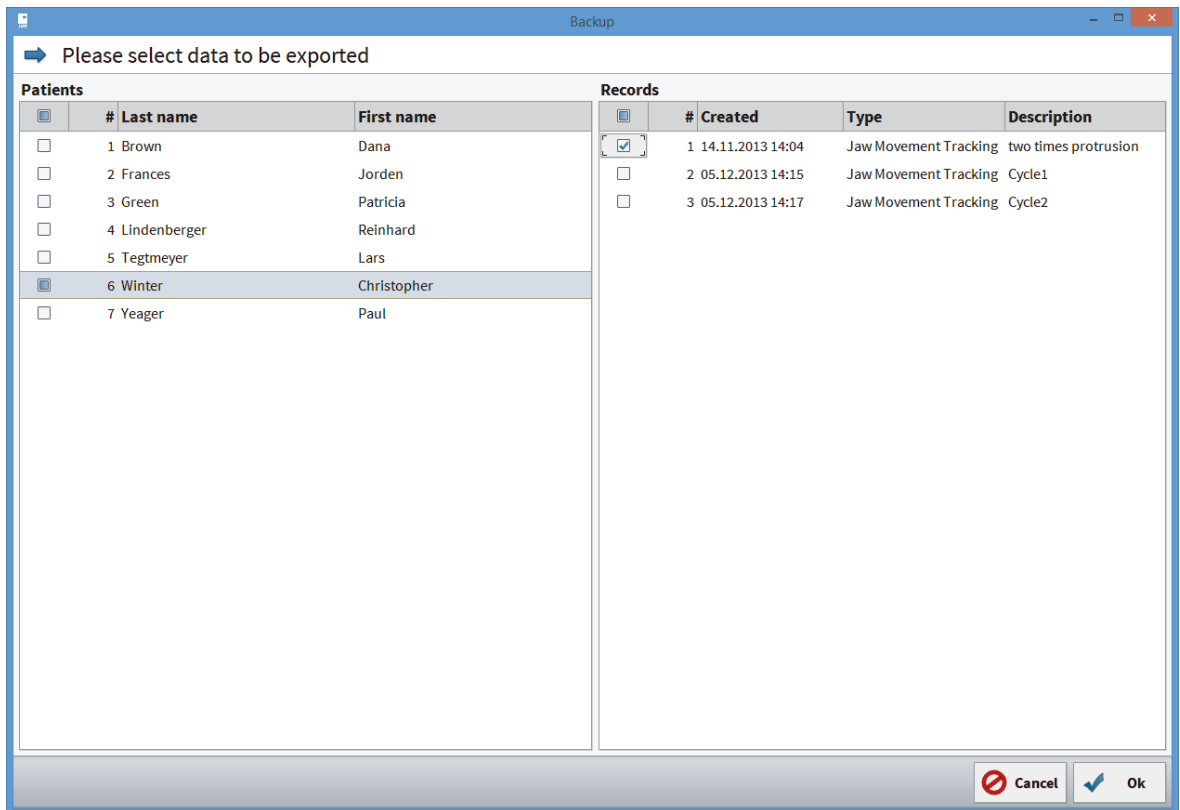 Backup
Please select data to be exported
Patients
# Last name First name
1 Brown Dana
2 Frances Jorden
3 Green Patricia
4 Lindenberger Reinhard
5 Tegtmeyer Lars
6 Winter Christopher
7 Yeager Paul
Records
# Created Type Description
1 14.11.2013 14:04 Jaw Movement Tracking two times protrusion
2 05.12.2013 14:15 Jaw Movement Tracking Cycle1
3 05.12.2013 14:17 Jaw Movement Tracking Cycle2
Cancel Ok